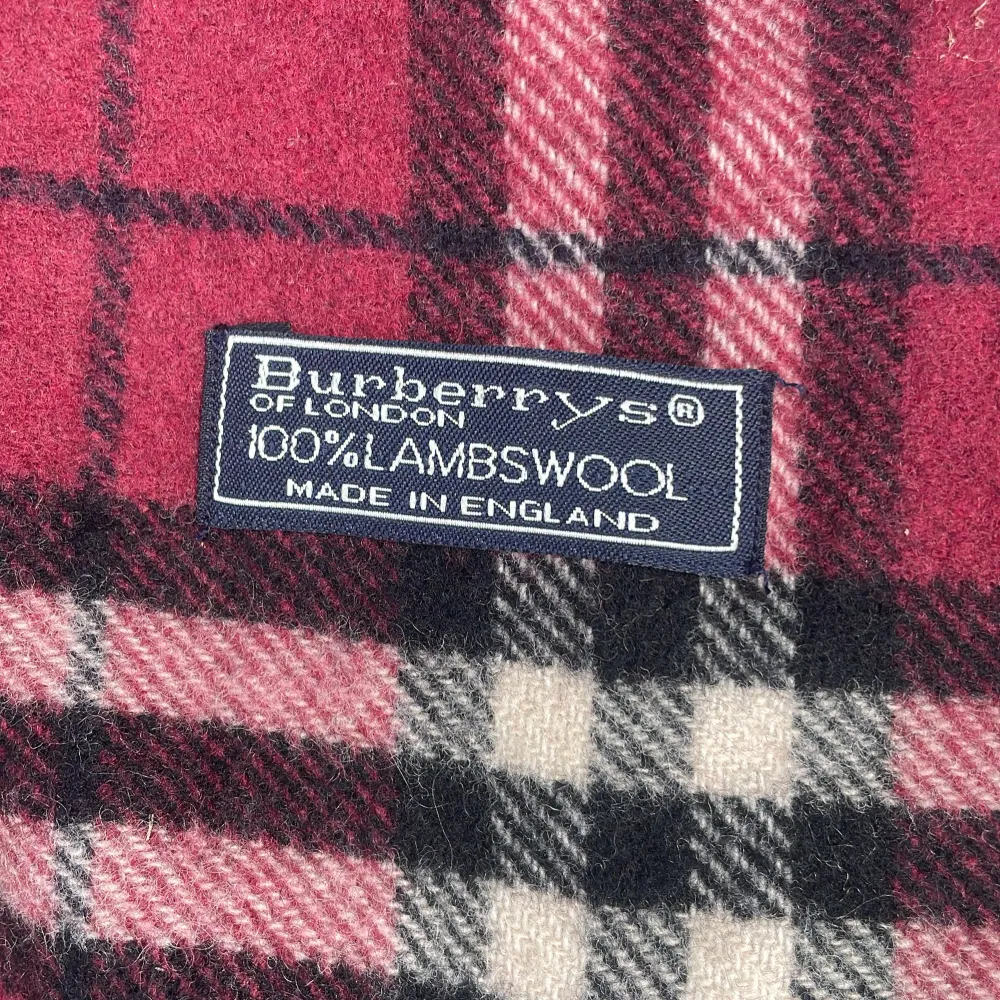 Burberrys®
OF LONDON
100%LAMBSWOOL
MADE IN ENGLAND